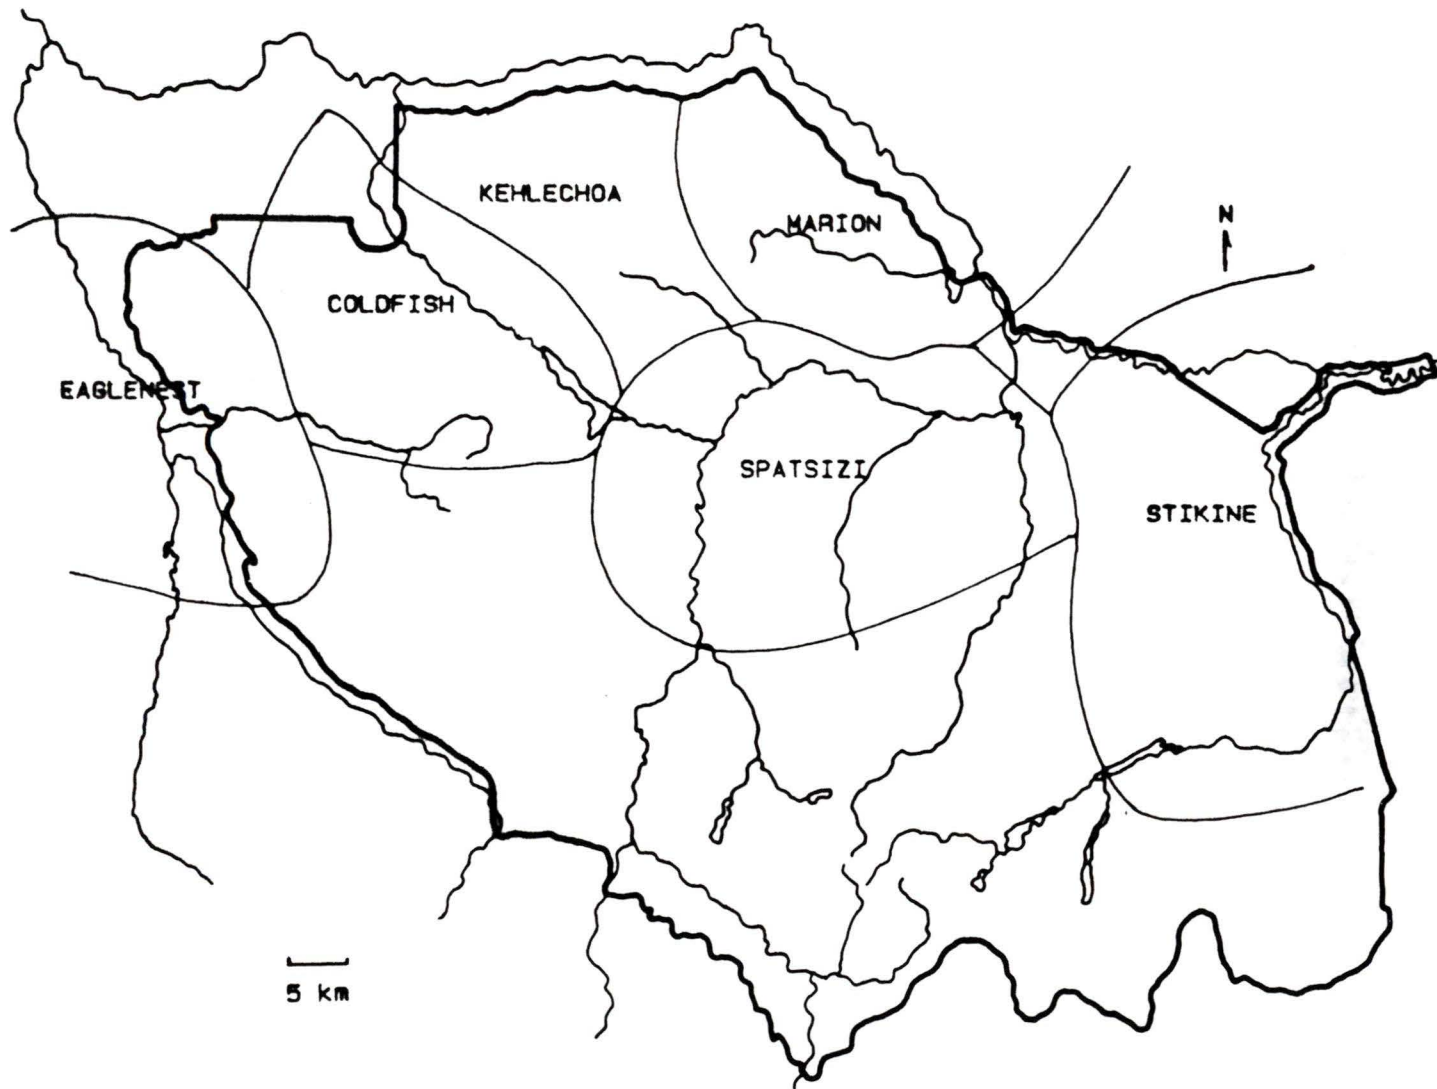 KEHLECHOA
MARION
N
COLDFISH
EAGLENEST
SPATSIZI
STIKINE
5 km